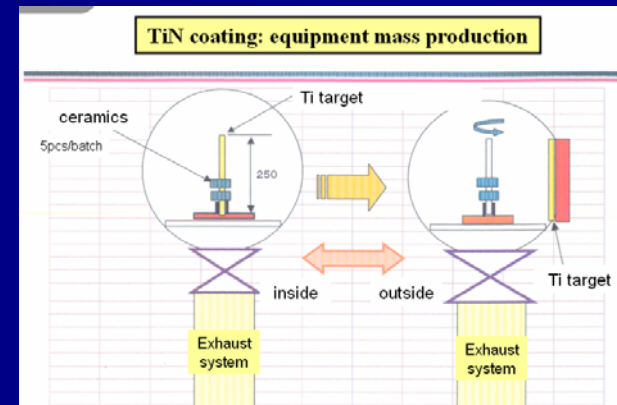 TiN coating: equipment mass production
Ti target
ceramics
5pcs/batch
250
inside
outside
Ti target
Exhaust
system
Exhaust
system